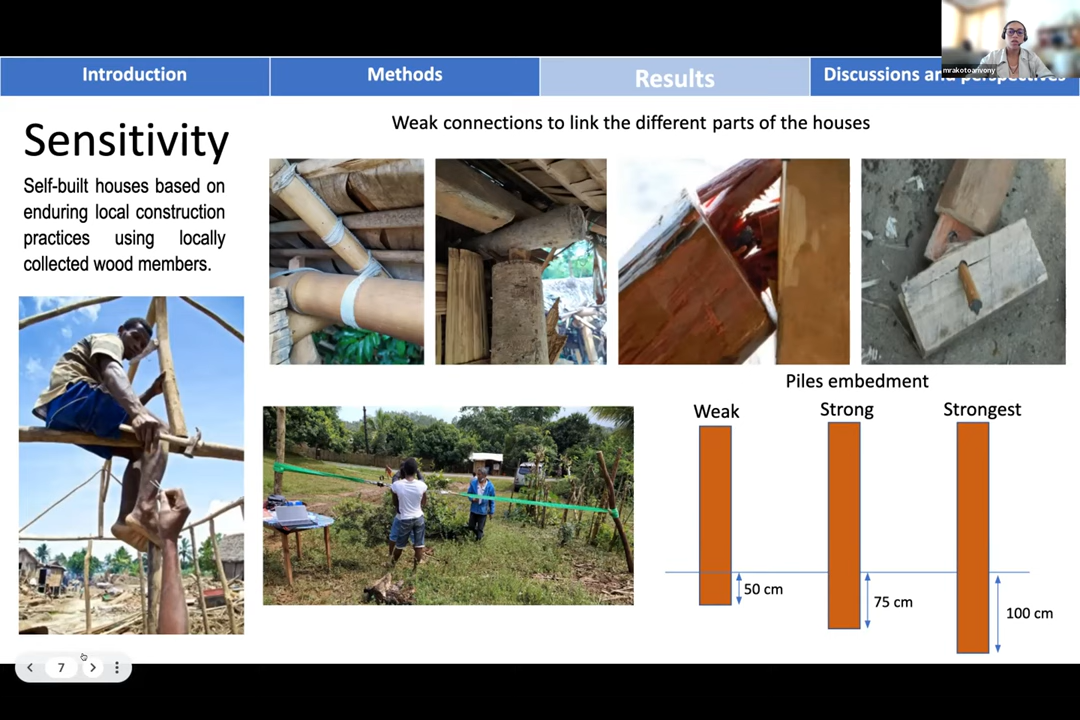 mrakotoarivony
Introduction
Methods
Results
Discussions and perspectives
Sensitivity
Self-built houses based on
enduring local construction
practices using locally
collected wood members.
Weak connections to link the different parts of the houses
Piles embedment
Weak
Strong
Strongest
50 cm
75 cm
100 cm
7